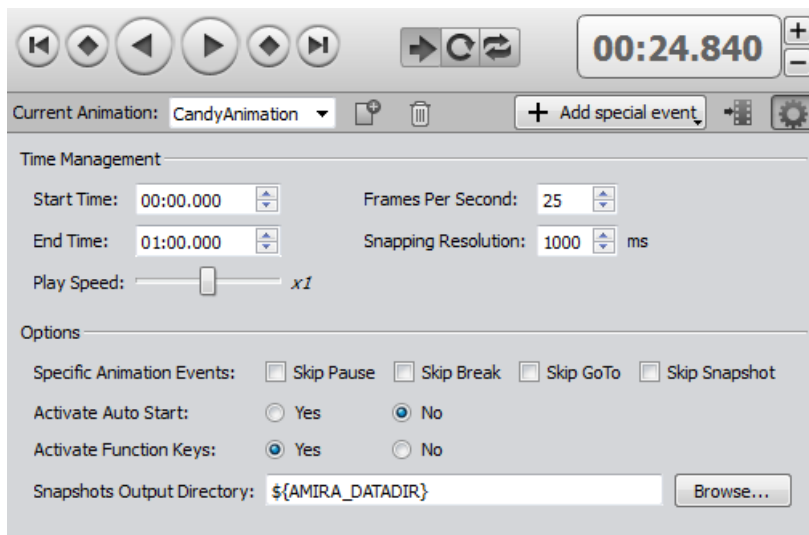 00:24.840
Current Animation: CandyAnimation Add special event
Time Management
Start Time: 00:00.000 Frames Per Second: 25
End Time: 01:00.000 Snapping Resolution: 1000 ms
Play Speed: x1
Options
Specific Animation Events: Skip Pause Skip Break Skip GoTo Skip Snapshot
Activate Auto Start: Yes No
Activate Function Keys: Yes No
Snapshots Output Directory: ${AMIRA_DATADIR} Browse...